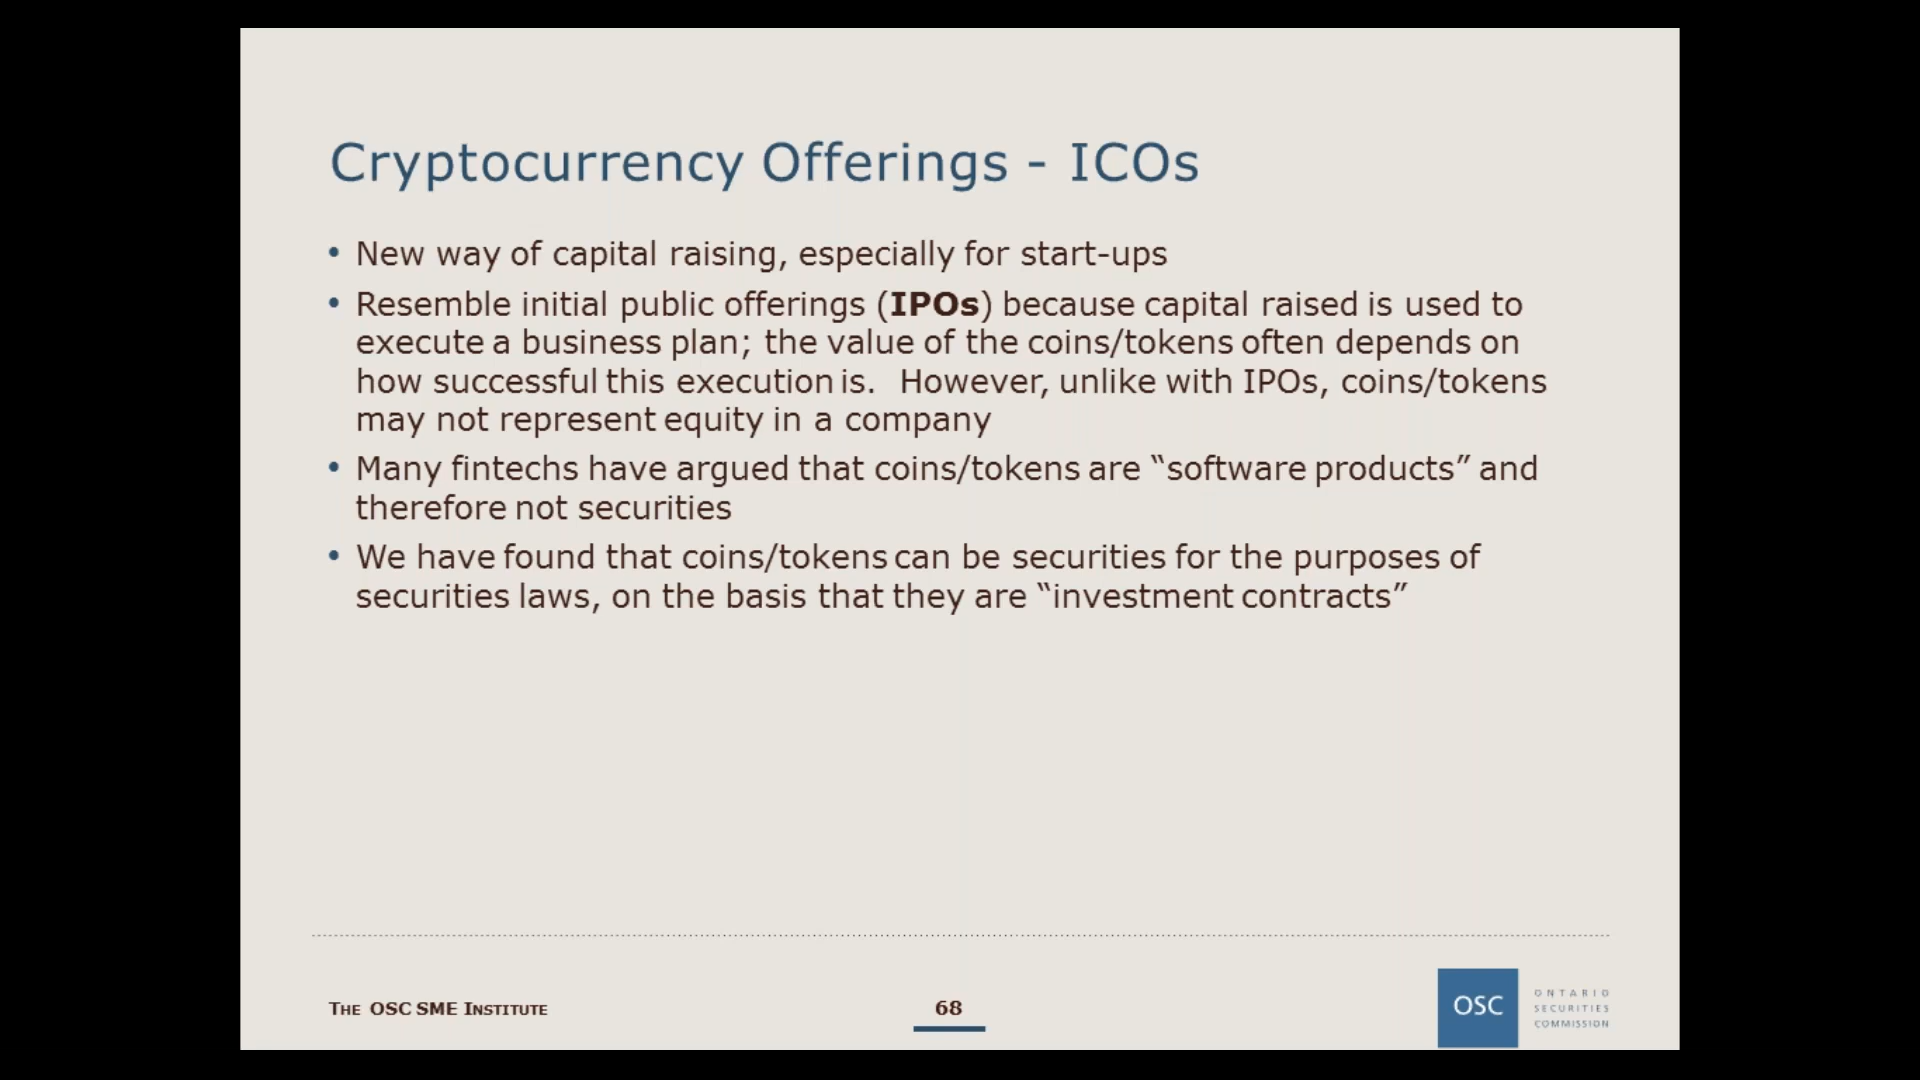 Cryptocurrency Offerings - ICOs
• New way of capital raising, especially for start-ups
• Resemble initial public offerings (IPOs) because capital raised is used to
execute a business plan; the value of the coins/tokens often depends on
how successful this execution is. However, unlike with IPOs, coins/tokens
may not represent equity in a company
• Many fintechs have argued that coins/tokens are “software products” and
therefore not securities
• We have found that coins/tokens can be securities for the purposes of
securities laws, on the basis that they are “investment contracts”
THE OSC SME INSTITUTE
68
OSC
ONTARIO
SECURITIES
COMMISSION